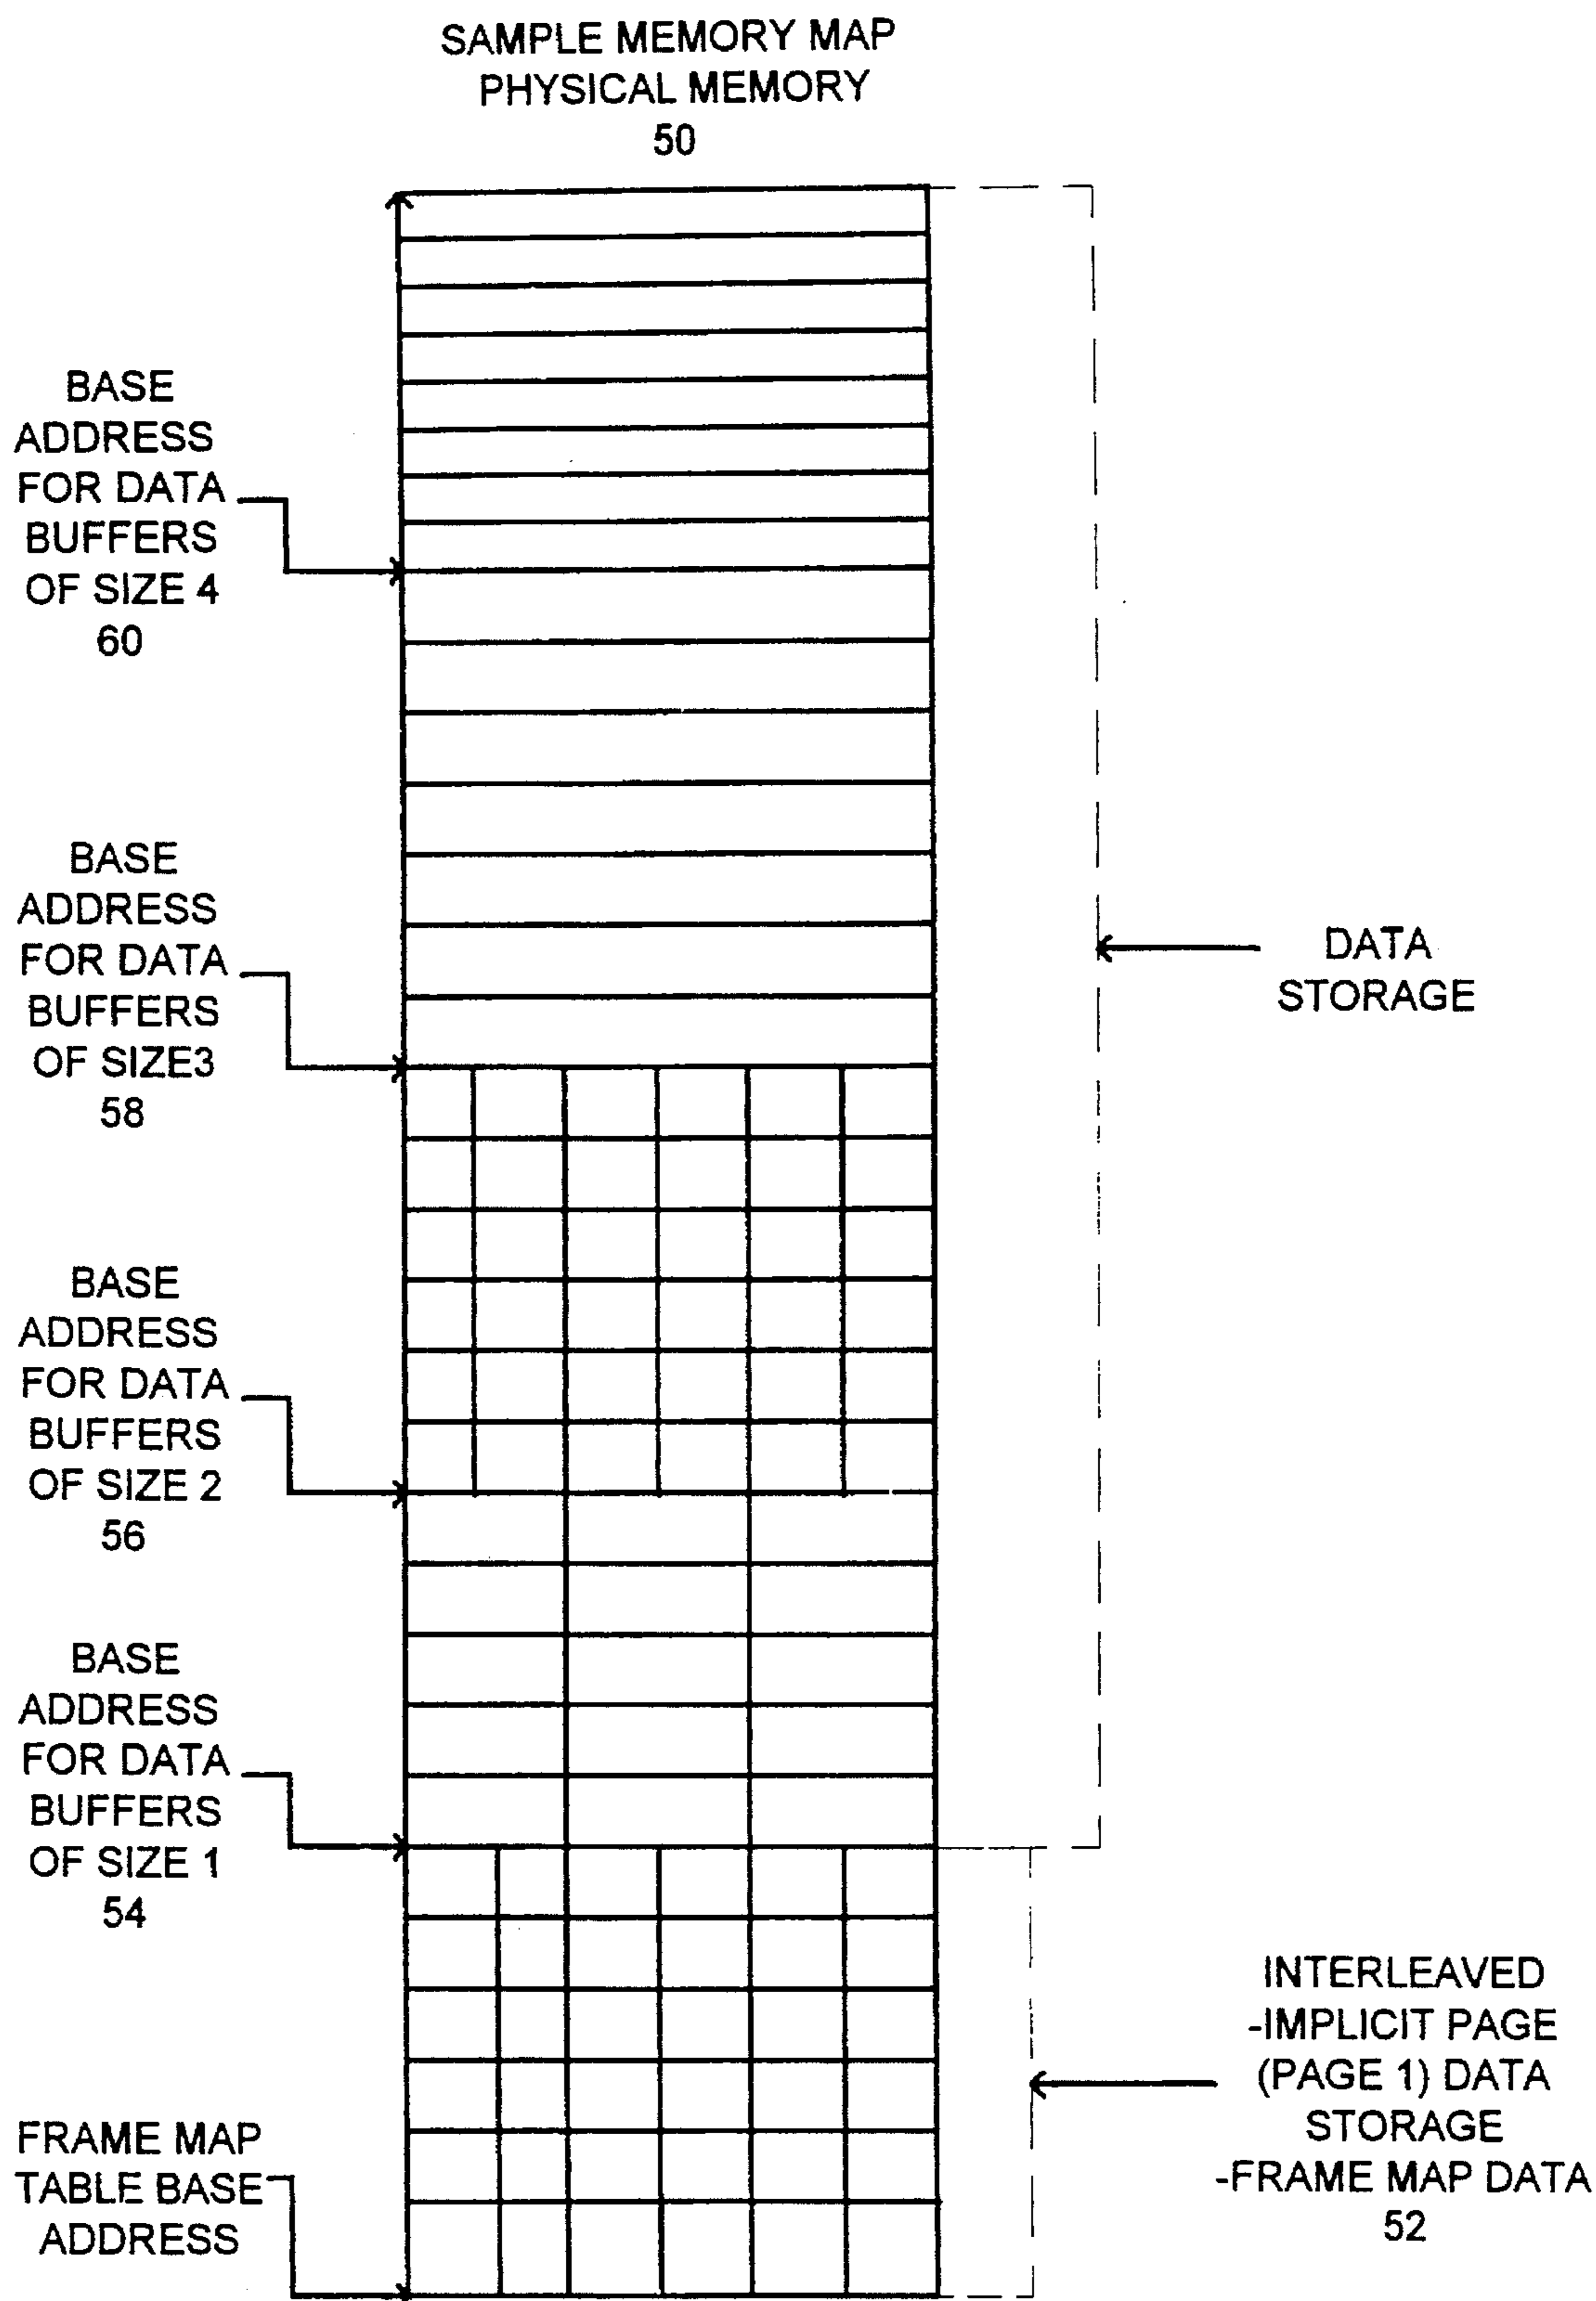 SAMPLE MEMORY MAP
PHYSICAL MEMORY
50
BASE
ADDRESS
FOR DATA
BUFFERS
OF SIZE 4
60
BASE
ADDRESS
FOR DATA
BUFFERS
OF SIZE3
58
DATA
STORAGE
BASE
ADDRESS
FOR DATA
BUFFERS
OF SIZE 2
56
BASE
ADDRESS
FOR DATA
BUFFERS
OF SIZE 1
54
INTERLEAVED
-IMPLICIT PAGE
(PAGE 1) DATA
STORAGE
-FRAME MAP DATA
52
FRAME MAP
TABLE BASE
ADDRESS